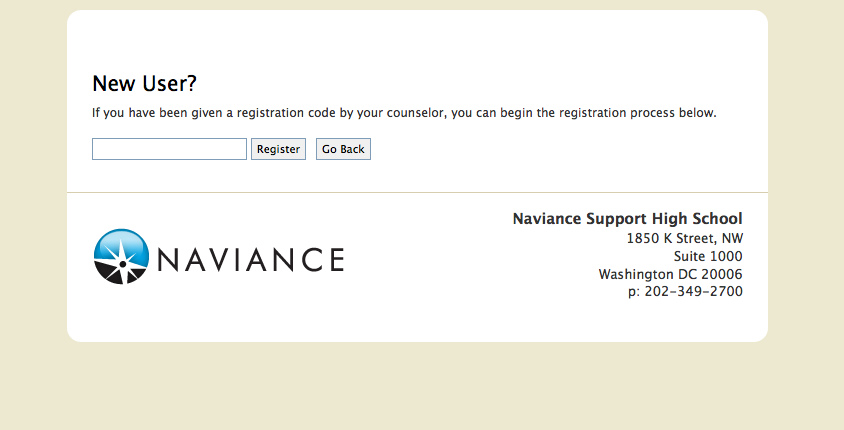 New User?
If you have been given a registration code by your counselor, you can begin the registration process below.
Register Go Back
NAVIANCE
Naviance Support High School
1850 K Street, NW
Suite 1000
Washington DC 20006
p: 202-349-2700